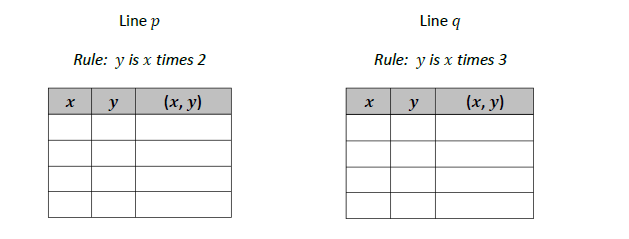 Line p
Rule: y is x times 2
x y (x, y)
Line q
Rule: y is x times 3
x y (x, y)